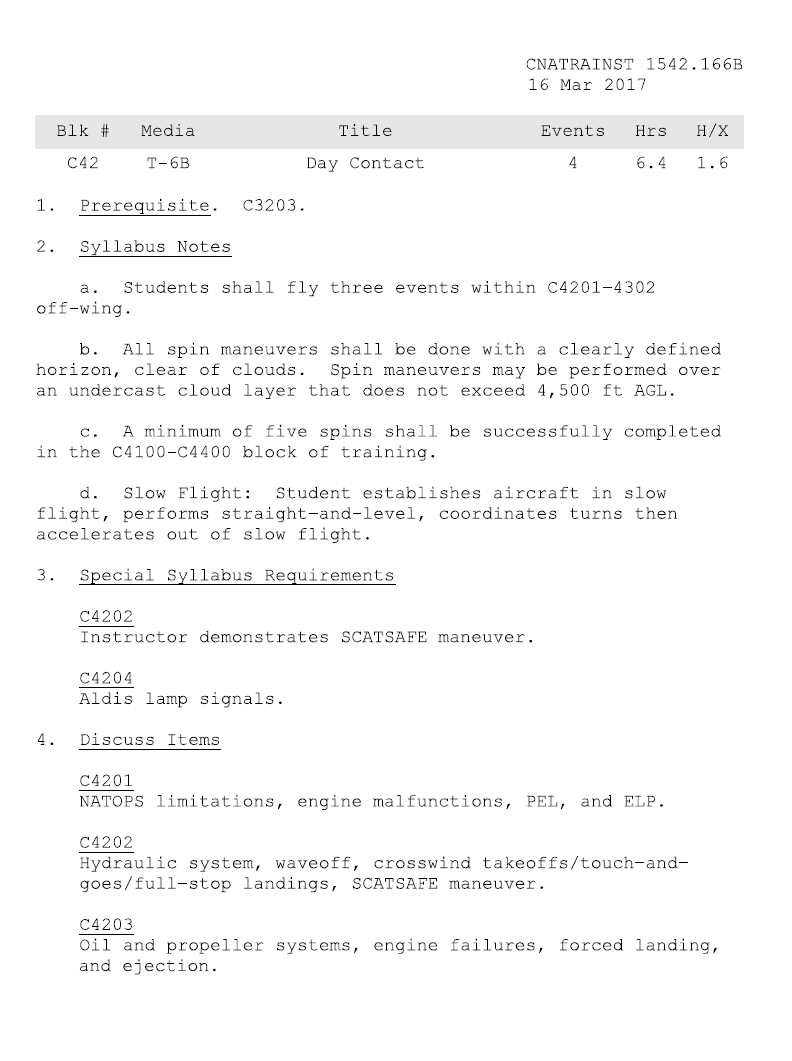 CNATRAINST 1542.166B
16 Mar 2017
Blk # Media Title Events Hrs H/X
C42 T-6B Day Contact 4 6.4 1.6
1. Prerequisite. C3203.
2. Syllabus Notes
a. Students shall fly three events within C4201-4302
off-wing.
b. All spin maneuvers shall be done with a clearly defined
horizon, clear of clouds. Spin maneuvers may be performed over
an undercast cloud layer that does not exceed 4,500 ft AGL.
c. A minimum of five spins shall be successfully completed
in the C4100-C4400 block of training.
d. Slow Flight: Student establishes aircraft in slow
flight, performs straight-and-level, coordinates turns then
accelerates out of slow flight.
3. Special Syllabus Requirements
C4202
Instructor demonstrates SCATSAFE maneuver.
C4204
Aldis lamp signals.
4. Discuss Items
C4201
NATOPS limitations, engine malfunctions, PEL, and ELP.
C4202
Hydraulic system, waveoff, crosswind takeoffs/touch-and-
goes/full-stop landings, SCATSAFE maneuver.
C4203
Oil and propeller systems, engine failures, forced landing,
and ejection.